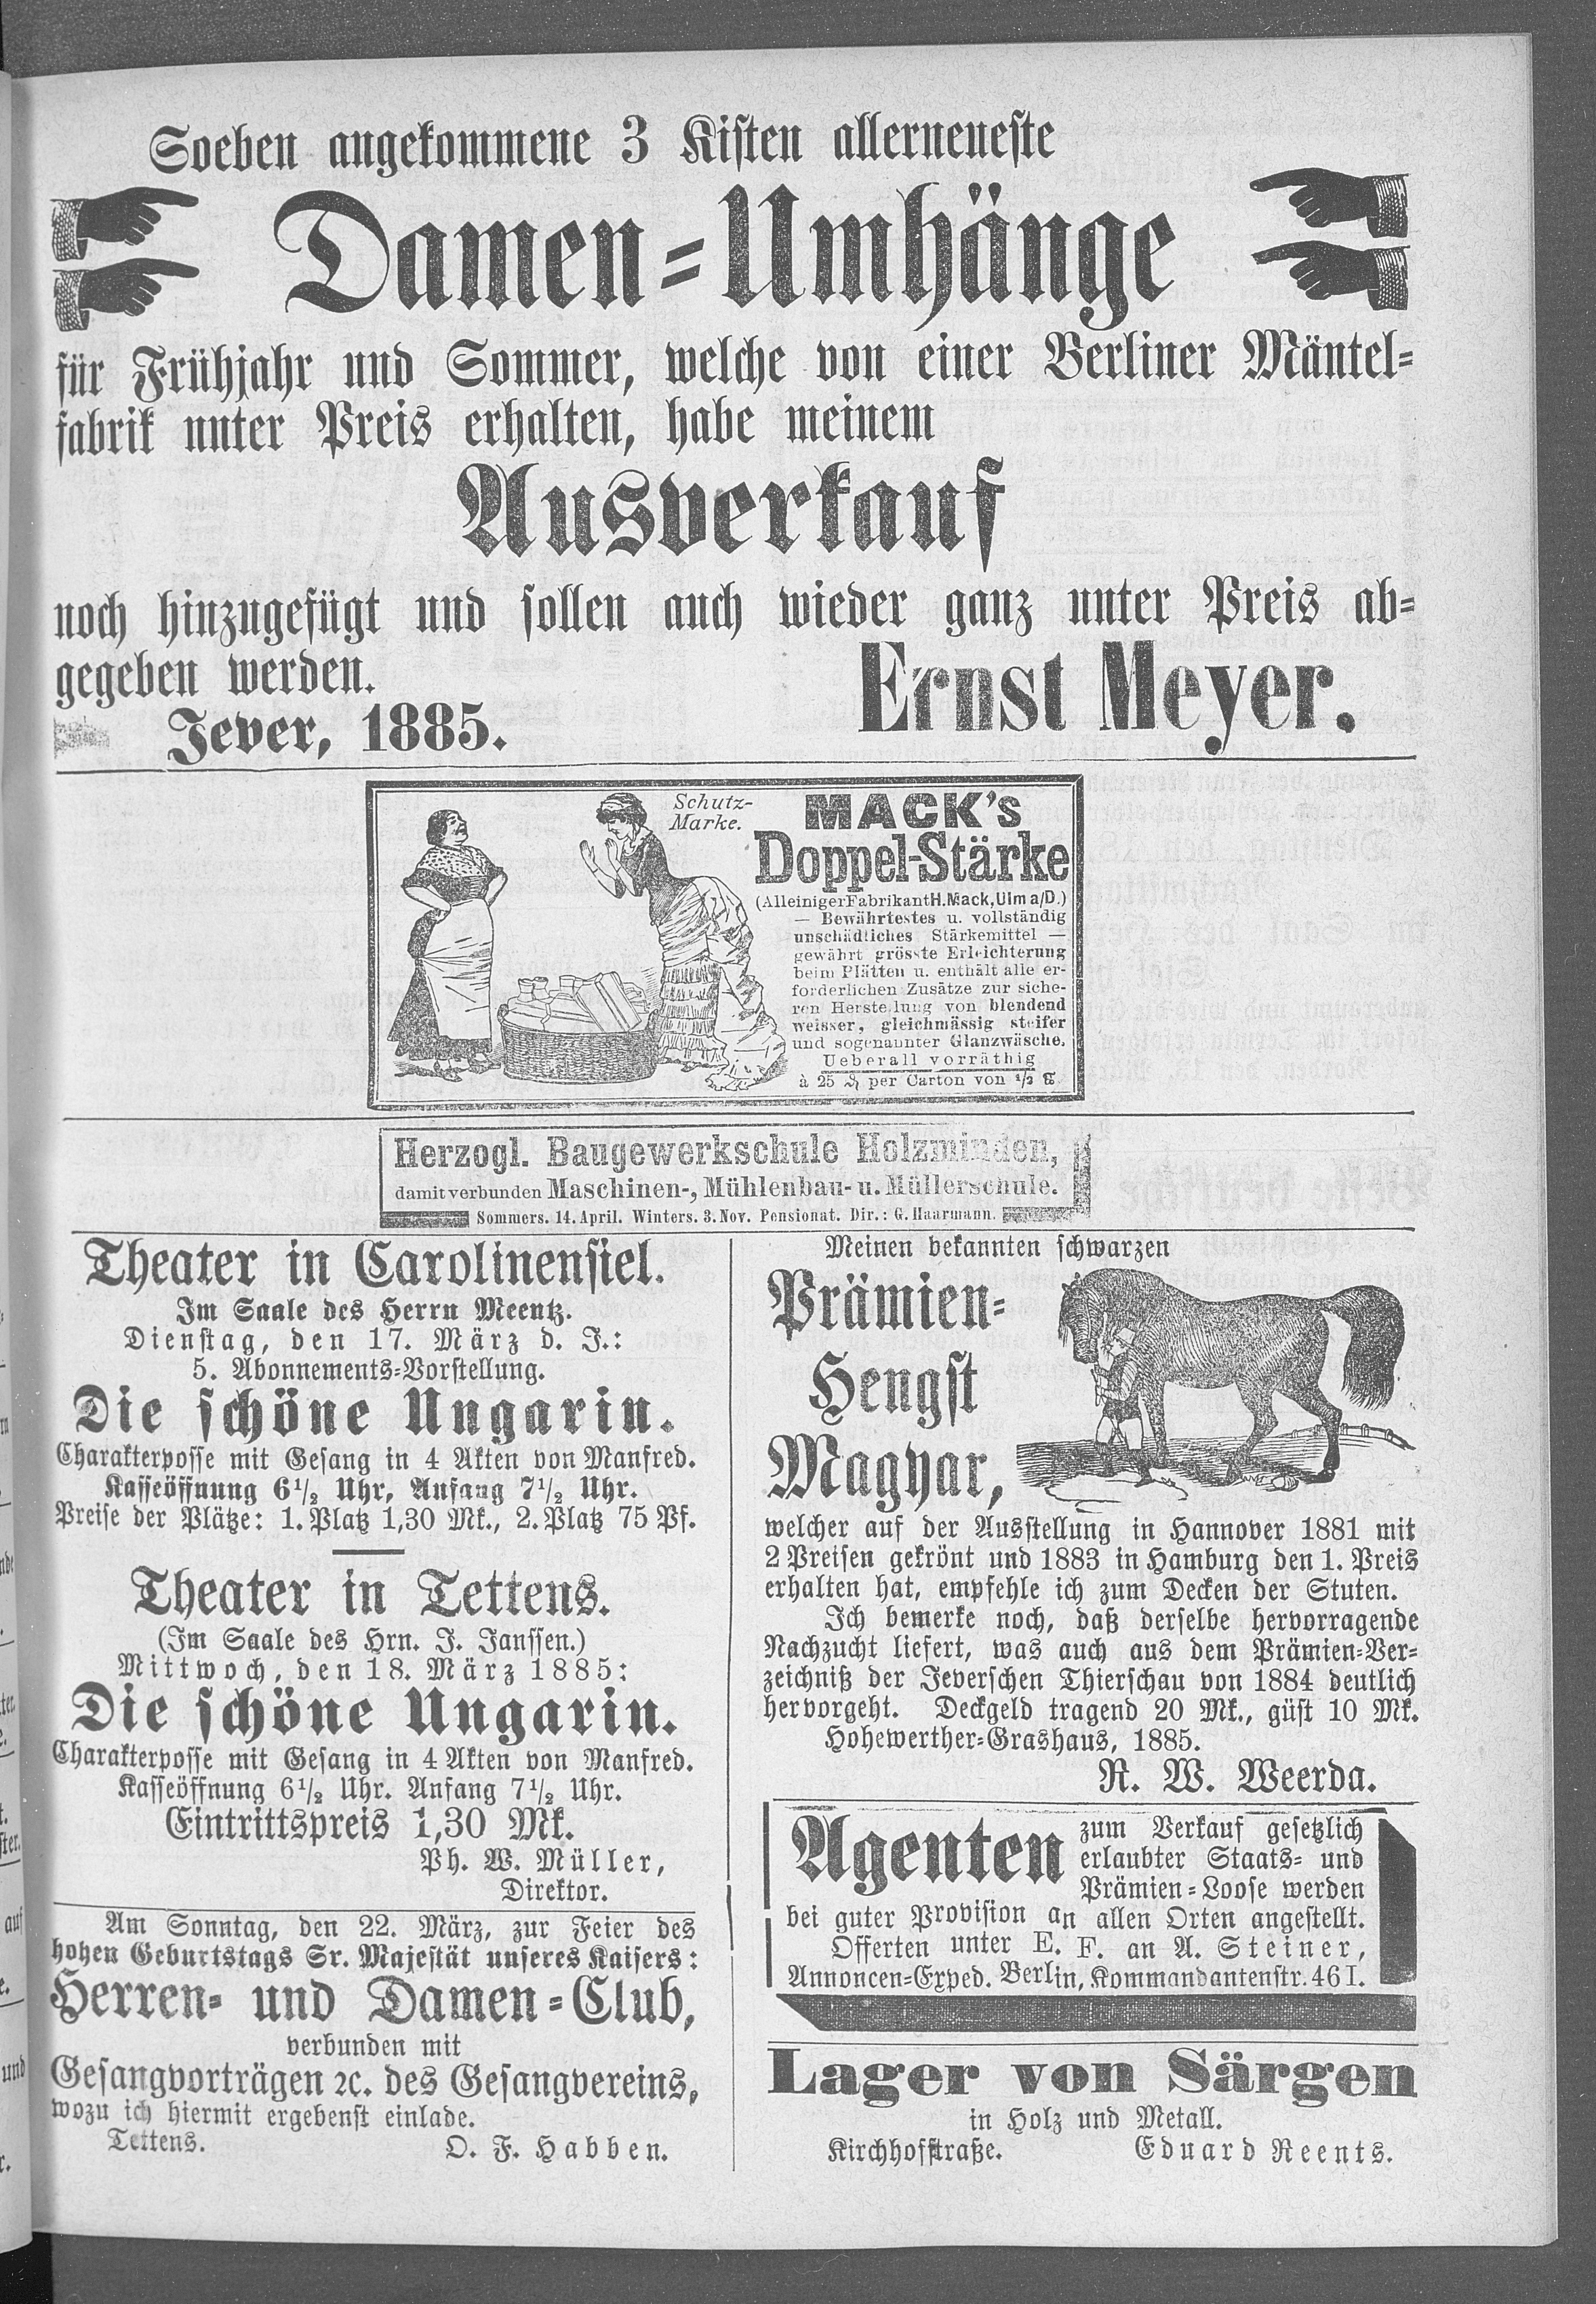 Soeben angekommene 3 Kisten allerneueste
Damen-Umhänge
für Frühjahr und Sommer, welche von einer Berliner Mäntel-
fabrik unter Preis erhalten, habe meinem
Ausverkauf
noch hinzugefügt und sollen auch wieder ganz unter Preis ab-
gegeben werden.
Ernst Meyer.
Jever, 1885.
Schutz-
Marke.
MACK's
Doppel-Stärke
(Alleiniger Fabrikant H. Mack, Ulm a/D.)
— Bewährtestes u. vollständig
unschädliches Stärkemittel —
gewährt grösste Erleichterung
beim Plätten u. enthält alle er-
forderlichen Zusätze zur siche-
ren Herstellung von blendend
weisser, gleichmässig steifer
und sogenannter Glanzwäsche.
Ueberall vorräthig
à 25 ₰ per Carton von ½ ℔.
Herzogl. Baugewerkschule Holzminden,
damit verbunden Maschinen-, Mühlenbau- u. Müllerschule.
Sommers. 14. April. Winters. 3. Nov. Pensionat. Dir.: G. Haarmann.
Theater in Carolinensiel.
Im Saale des Herrn Meentz.
Dienstag, den 17. März d. J.:
5. Abonnements-Vorstellung.
Die schöne Ungarin.
Charakterposse mit Gesang in 4 Akten von Manfred.
Kasseöffnung 6½ Uhr, Anfang 7½ Uhr.
Preise der Plätze: 1. Platz 1,30 Mk., 2. Platz 75 Pf.
Theater in Tettens.
(Im Saale des Hrn. J. Janssen.)
Mittwoch, den 18. März 1885:
Die schöne Ungarin.
Charakterposse mit Gesang in 4 Akten von Manfred.
Kasseöffnung 6½ Uhr. Anfang 7½ Uhr.
Eintrittspreis 1,30 Mk.
Ph. W. Müller,
Direktor.
Am Sonntag, den 22. März, zur Feier des
hohen Geburtstags Sr. Majestät unseres Kaisers:
Herren- und Damen-Club,
verbunden mit
Gesangvorträgen ꝛc. des Gesangvereins,
wozu ich hiermit ergebenst einlade.
Tettens. O. F. Habben.
Meinen bekannten schwarzen
Prämien-
Hengst
Magyar,
welcher auf der Ausstellung in Hannover 1881 mit
2 Preisen gekrönt und 1883 in Hamburg den 1. Preis
erhalten hat, empfehle ich zum Decken der Stuten.
Ich bemerke noch, daß derselbe hervorragende
Nachzucht liefert, was auch aus dem Prämien-Ver-
zeichniß der Jeverschen Thierschau von 1884 deutlich
hervorgeht. Deckgeld tragend 20 Mk., güst 10 Mk.
Hohewerther-Grashaus, 1885.
R. W. Weerda.
Agenten zum Verkauf gesetzlich
erlaubter Staats- und
Prämien-Loose werden
bei guter Provision an allen Orten angestellt.
Offerten unter E. F. an A. Steiner,
Annoncen-Exped. Berlin, Kommandantenstr. 46 I.
Lager von Särgen
in Holz und Metall.
Kirchhofstraße. Eduard Reents.